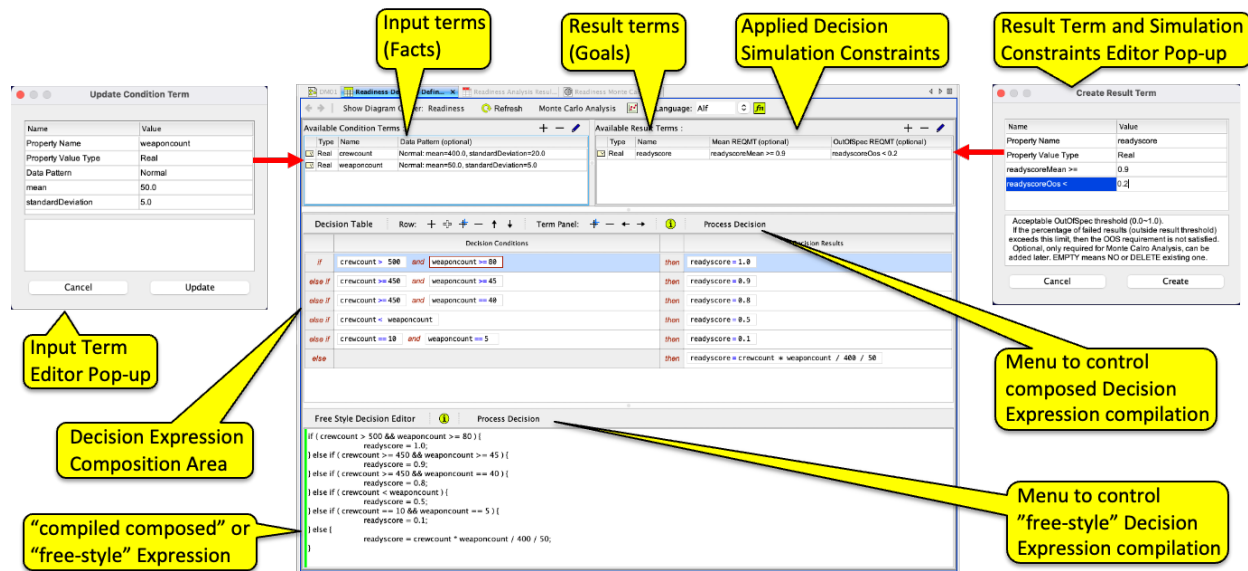 Input terms
(Facts)
Result terms
(Goals)
Applied Decision
Simulation Constraints
Result Term and Simulation
Constraints Editor Pop-up
Update Condition Term
Name Value
Property Name weaponcount
Property Value Type Real
Data Pattern Normal
mean 50.0
standardDeviation 5.0
Cancel Update
Input Term
Editor Pop-up
Decision Expression
Composition Area
"compiled composed" or
"free-style" Expression
Show Diagram Readiness Refresh Monte Carlo Analysis Language: Alf fn
Available Condition Terms :
Type Name Data Pattern (optional)
Real crewcount Normal: mean=400.0, standardDeviation=20.0
Real weaponcount Normal: mean=50.0, standardDeviation=5.0
Available Result Terms :
Type Name Mean REQMT (optional) OutOfSpec REQMT (optional)
Real readyscore readyscoreMean >= 0.9 readyscoreOos < 0.2
Decision Table Row: Term Panel: Process Decision
Decision Conditions Decision Results
if crewcount > 500 and weaponcount >= 80 then readyscore = 1.0
else if crewcount >= 450 and weaponcount >= 45 then readyscore = 0.9
else if crewcount >= 450 and weaponcount == 40 then readyscore = 0.8
else if crewcount < weaponcount then readyscore = 0.5
else if crewcount == 10 and weaponcount == 5 then readyscore = 0.1
else then readyscore = crewcount * weaponcount / 400 / 50
Free Style Decision Editor Process Decision
if ( crewcount > 500 && weaponcount >= 80 ) {
readyscore = 1.0;
} else if ( crewcount >= 450 && weaponcount >= 45 ) {
readyscore = 0.9;
} else if ( crewcount >= 450 && weaponcount == 40 ) {
readyscore = 0.8;
} else if ( crewcount < weaponcount ) {
readyscore = 0.5;
} else if ( crewcount == 10 && weaponcount == 5 ) {
readyscore = 0.1;
} else {
readyscore = crewcount * weaponcount / 400 / 50;
}
Create Result Term
Name Value
Property Name readyscore
Property Value Type Real
readyscoreMean >= 0.9
readyscoreOos < 0.2
Acceptable OutOfSpec threshold (0.0~1.0).
If the percentage of failed results (outside result threshold)
exceeds this limit, then the OOS requirement is not satisfied.
Optional, only required for Monte Calro Analysis, can be
added later. EMPTY means NO or DELETE existing one.
Cancel Create
Menu to control
composed Decision
Expression compilation
Menu to control
"free-style" Decision
Expression compilation